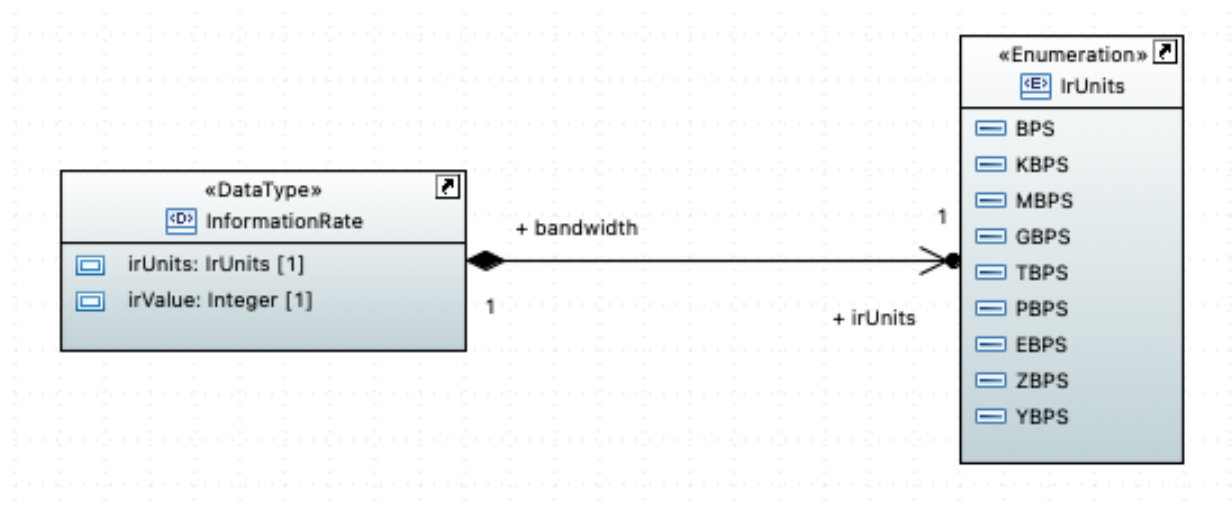 «DataType»
<D> InformationRate
irUnits: IrUnits [1]
irValue: Integer [1]
+ bandwidth
1
1
+ irUnits
«Enumeration»
<E> IrUnits
BPS
KBPS
MBPS
GBPS
TBPS
PBPS
EBPS
ZBPS
YBPS